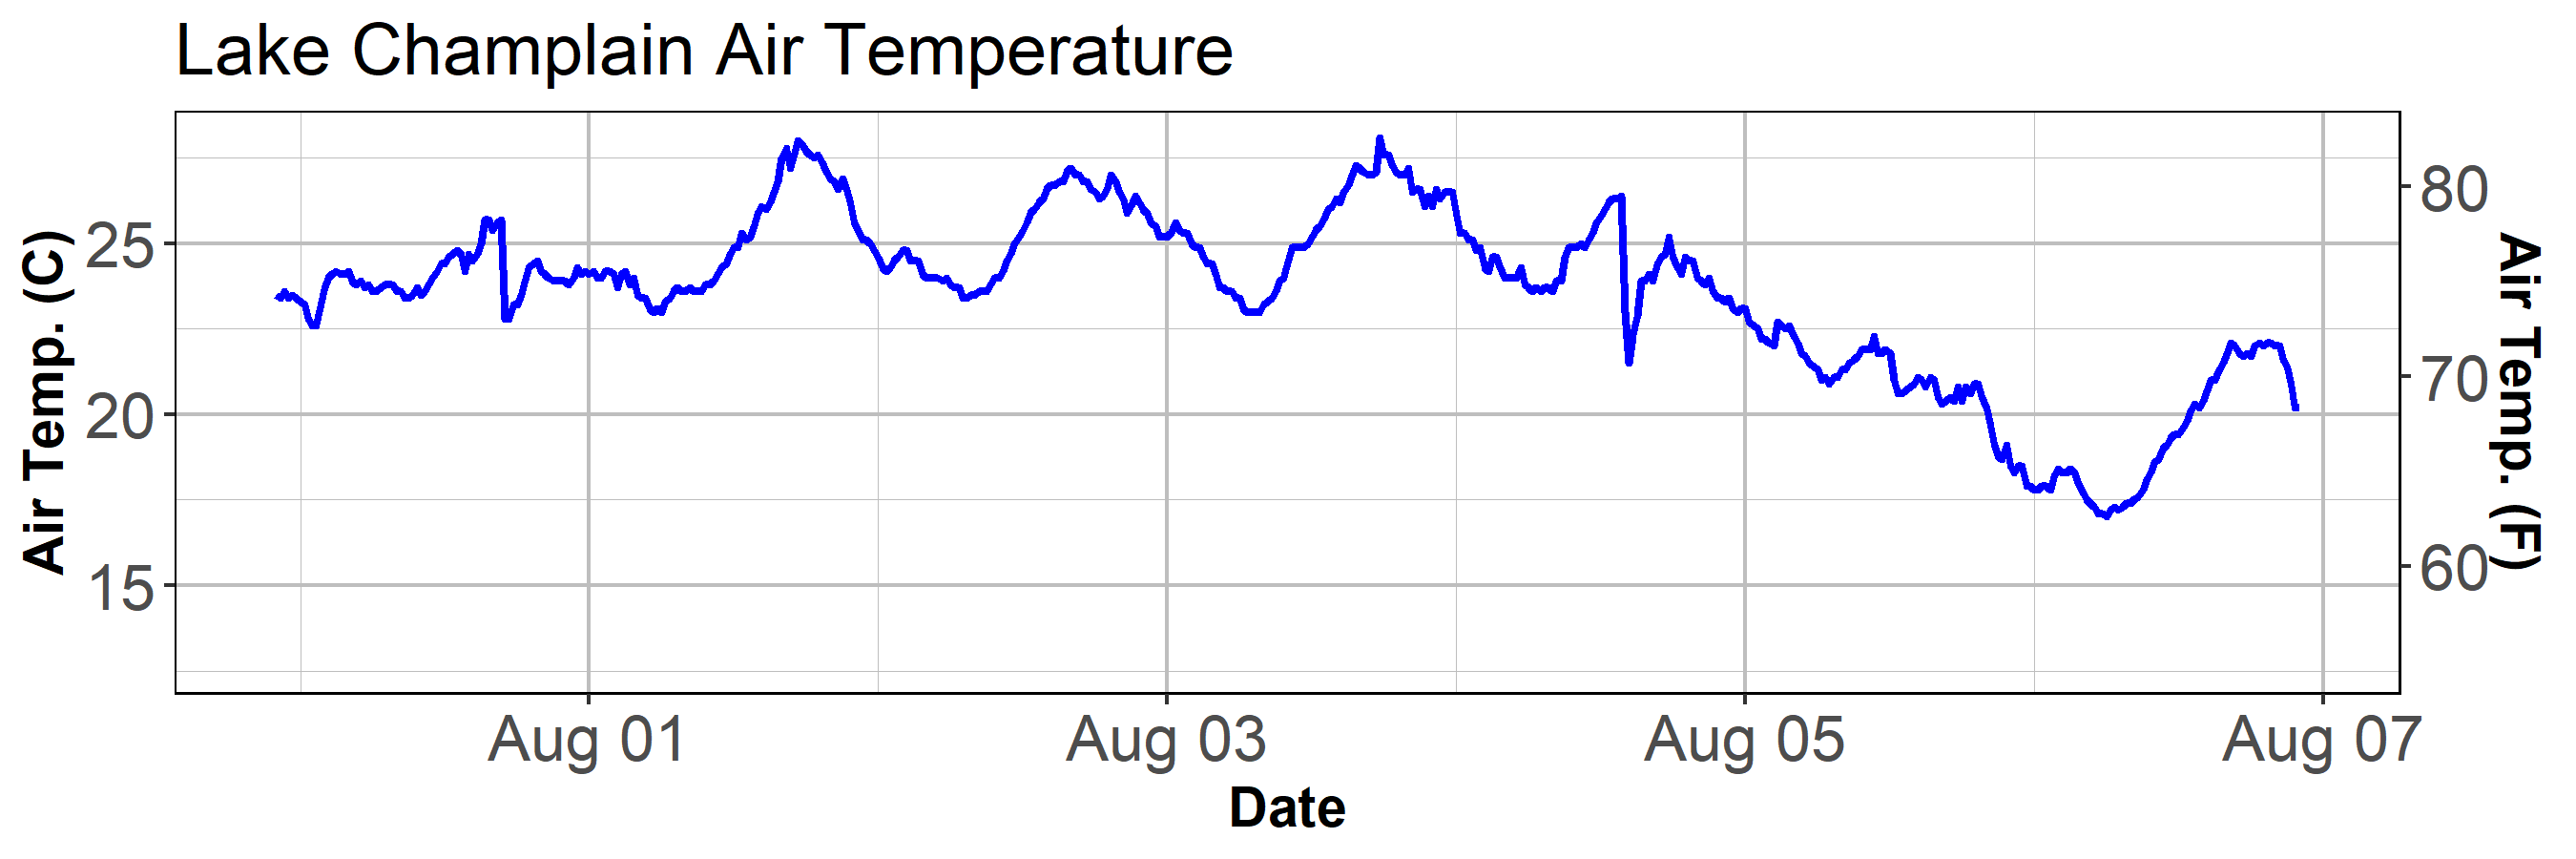 Lake Champlain Air Temperature
Air Temp. (C)
25
20
15
80
70
60
Air Temp. (F)
Aug 01
Aug 03
Aug 05
Aug 07
Date